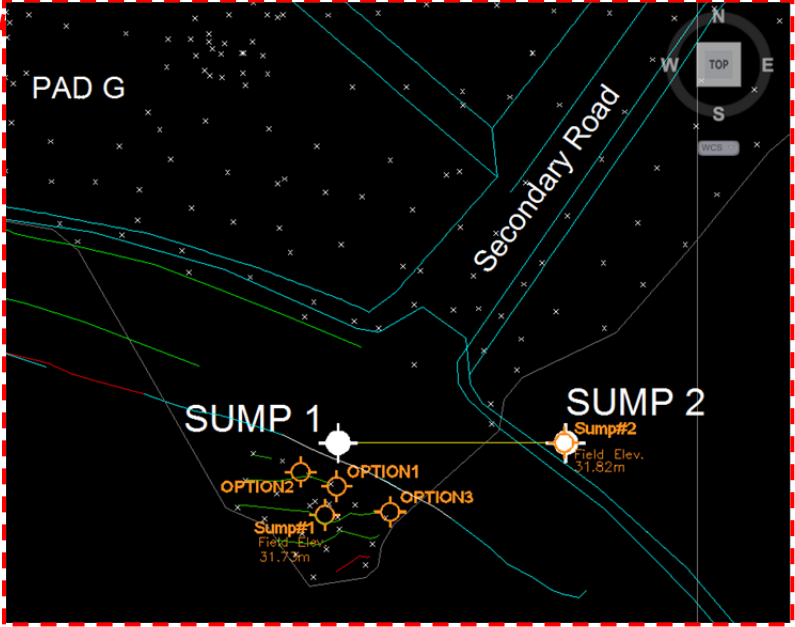 N
PAD G
W
TOP
E
S
WCS
Secondary Road
SUMP 2
SUMP 1
Sump#2
Field Elev.
31.82m
OPTION1
OPTION2
OPTION3
Sump#1
Field Elev.
31.73m